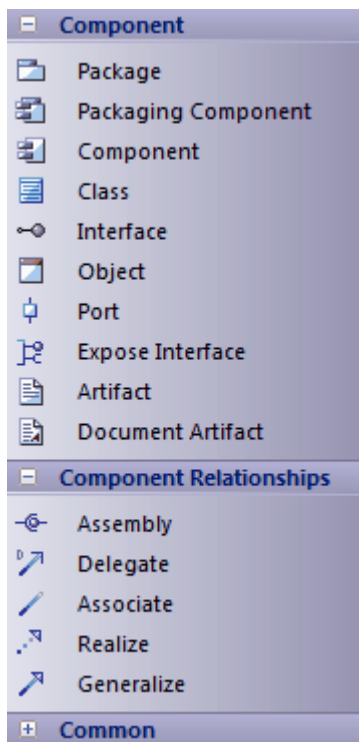 Component
Package
Packaging Component
Component
Class
Interface
Object
Port
Expose Interface
Artifact
Document Artifact
Component Relationships
Assembly
Delegate
Associate
Realize
Generalize
Common